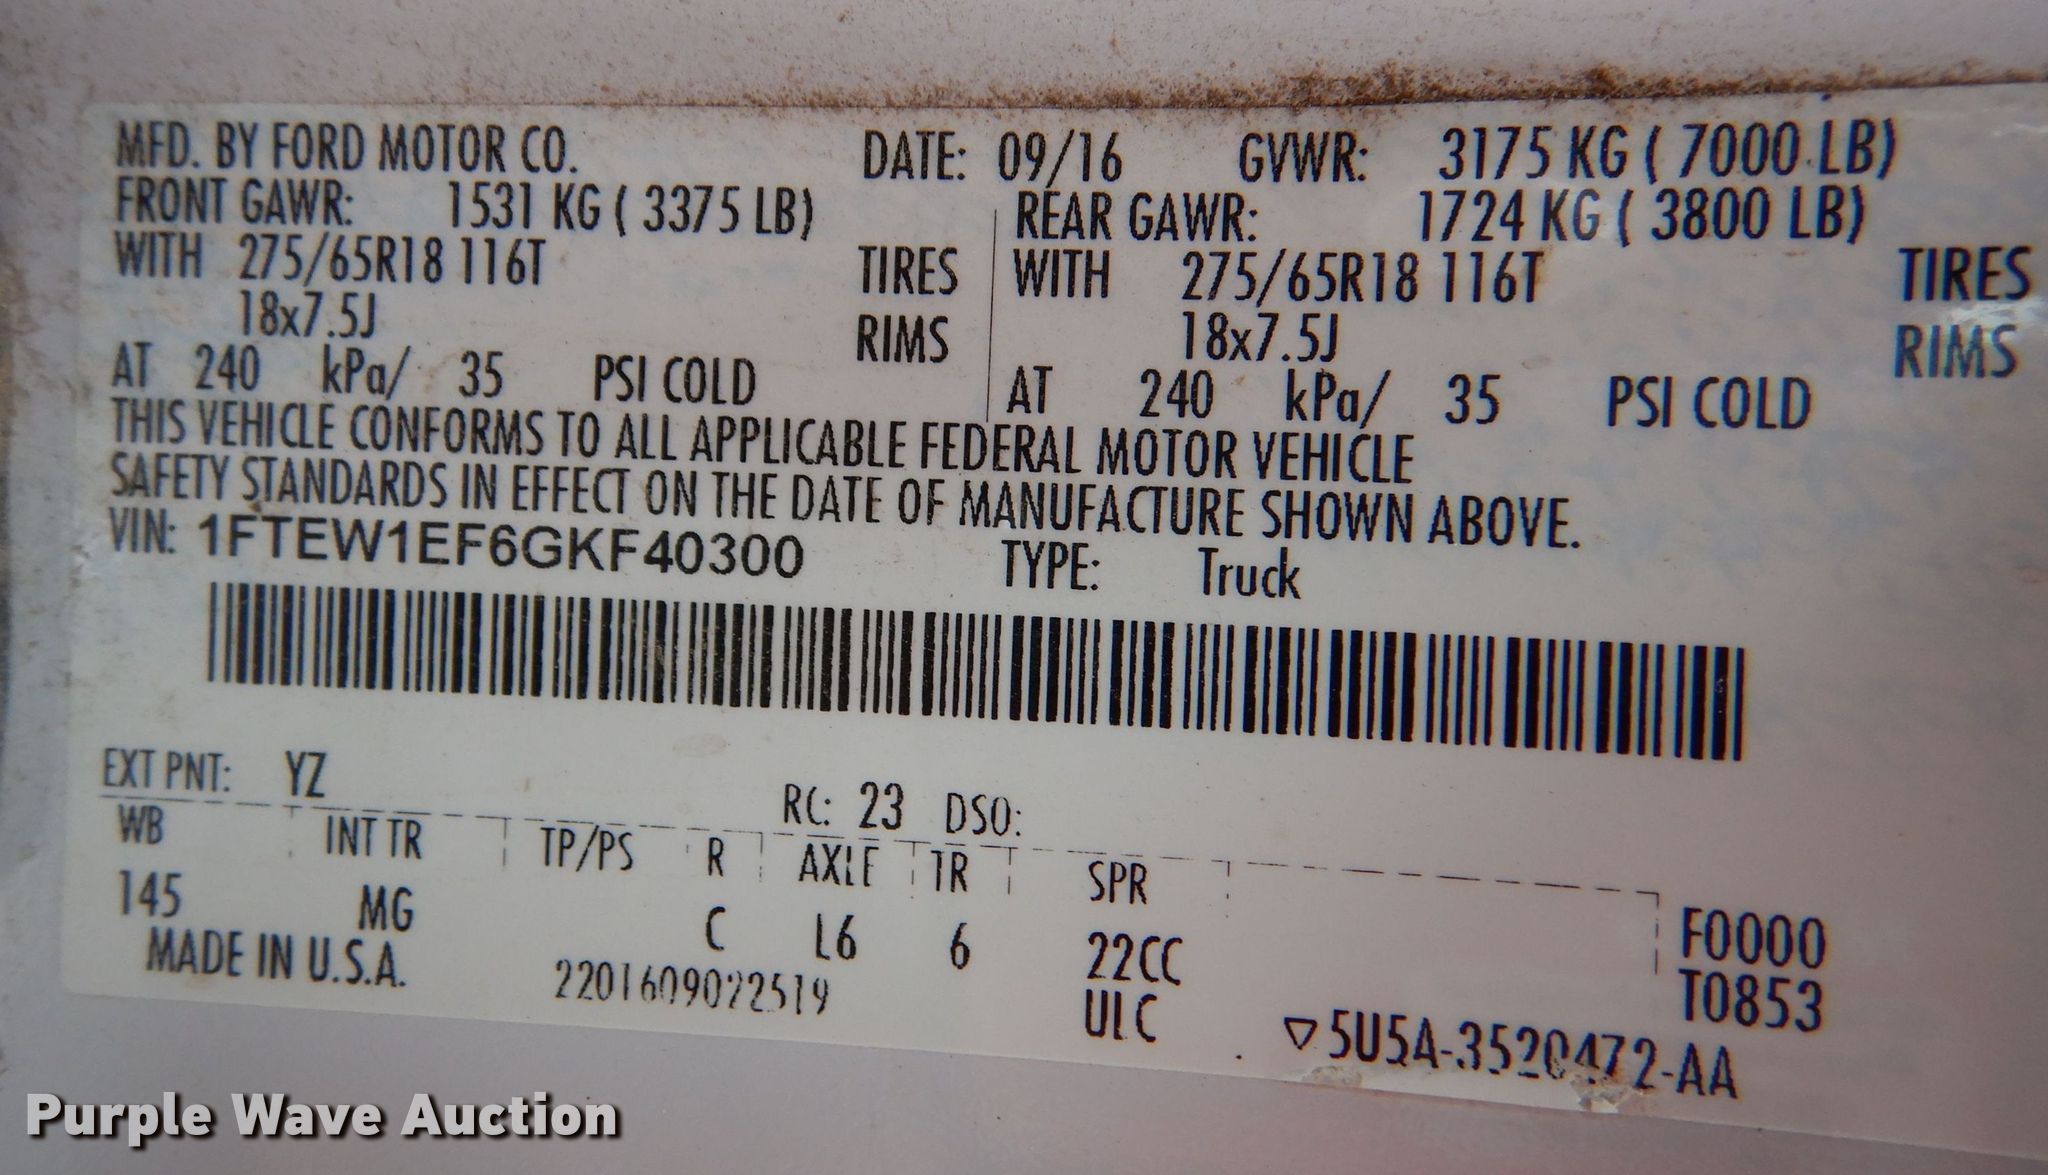 MFD. BY FORD MOTOR CO. DATE: 09/16 GVWR: 3175 KG ( 7000 LB)
FRONT GAWR: 1531 KG ( 3375 LB) REAR GAWR: 1724 KG ( 3800 LB)
WITH 275/65R18 116T TIRES WITH 275/65R18 116T TIRES
18x7.5J RIMS 18x7.5J RIMS
AT 240 kPa/ 35 PSI COLD AT 240 kPa/ 35 PSI COLD
THIS VEHICLE CONFORMS TO ALL APPLICABLE FEDERAL MOTOR VEHICLE
SAFETY STANDARDS IN EFFECT ON THE DATE OF MANUFACTURE SHOWN ABOVE.
VIN: 1FTEW1EF6GKF40300 TYPE: Truck
EXT PNT: YZ RC: 23 DSO:
WB INT TR TP/PS R AXLE TR SPR
145 MG C L6 6 22CC F0000
MADE IN U.S.A. 2201609022519 ULC T0853
▽5U5A-3520472-AA
Purple Wave Auction